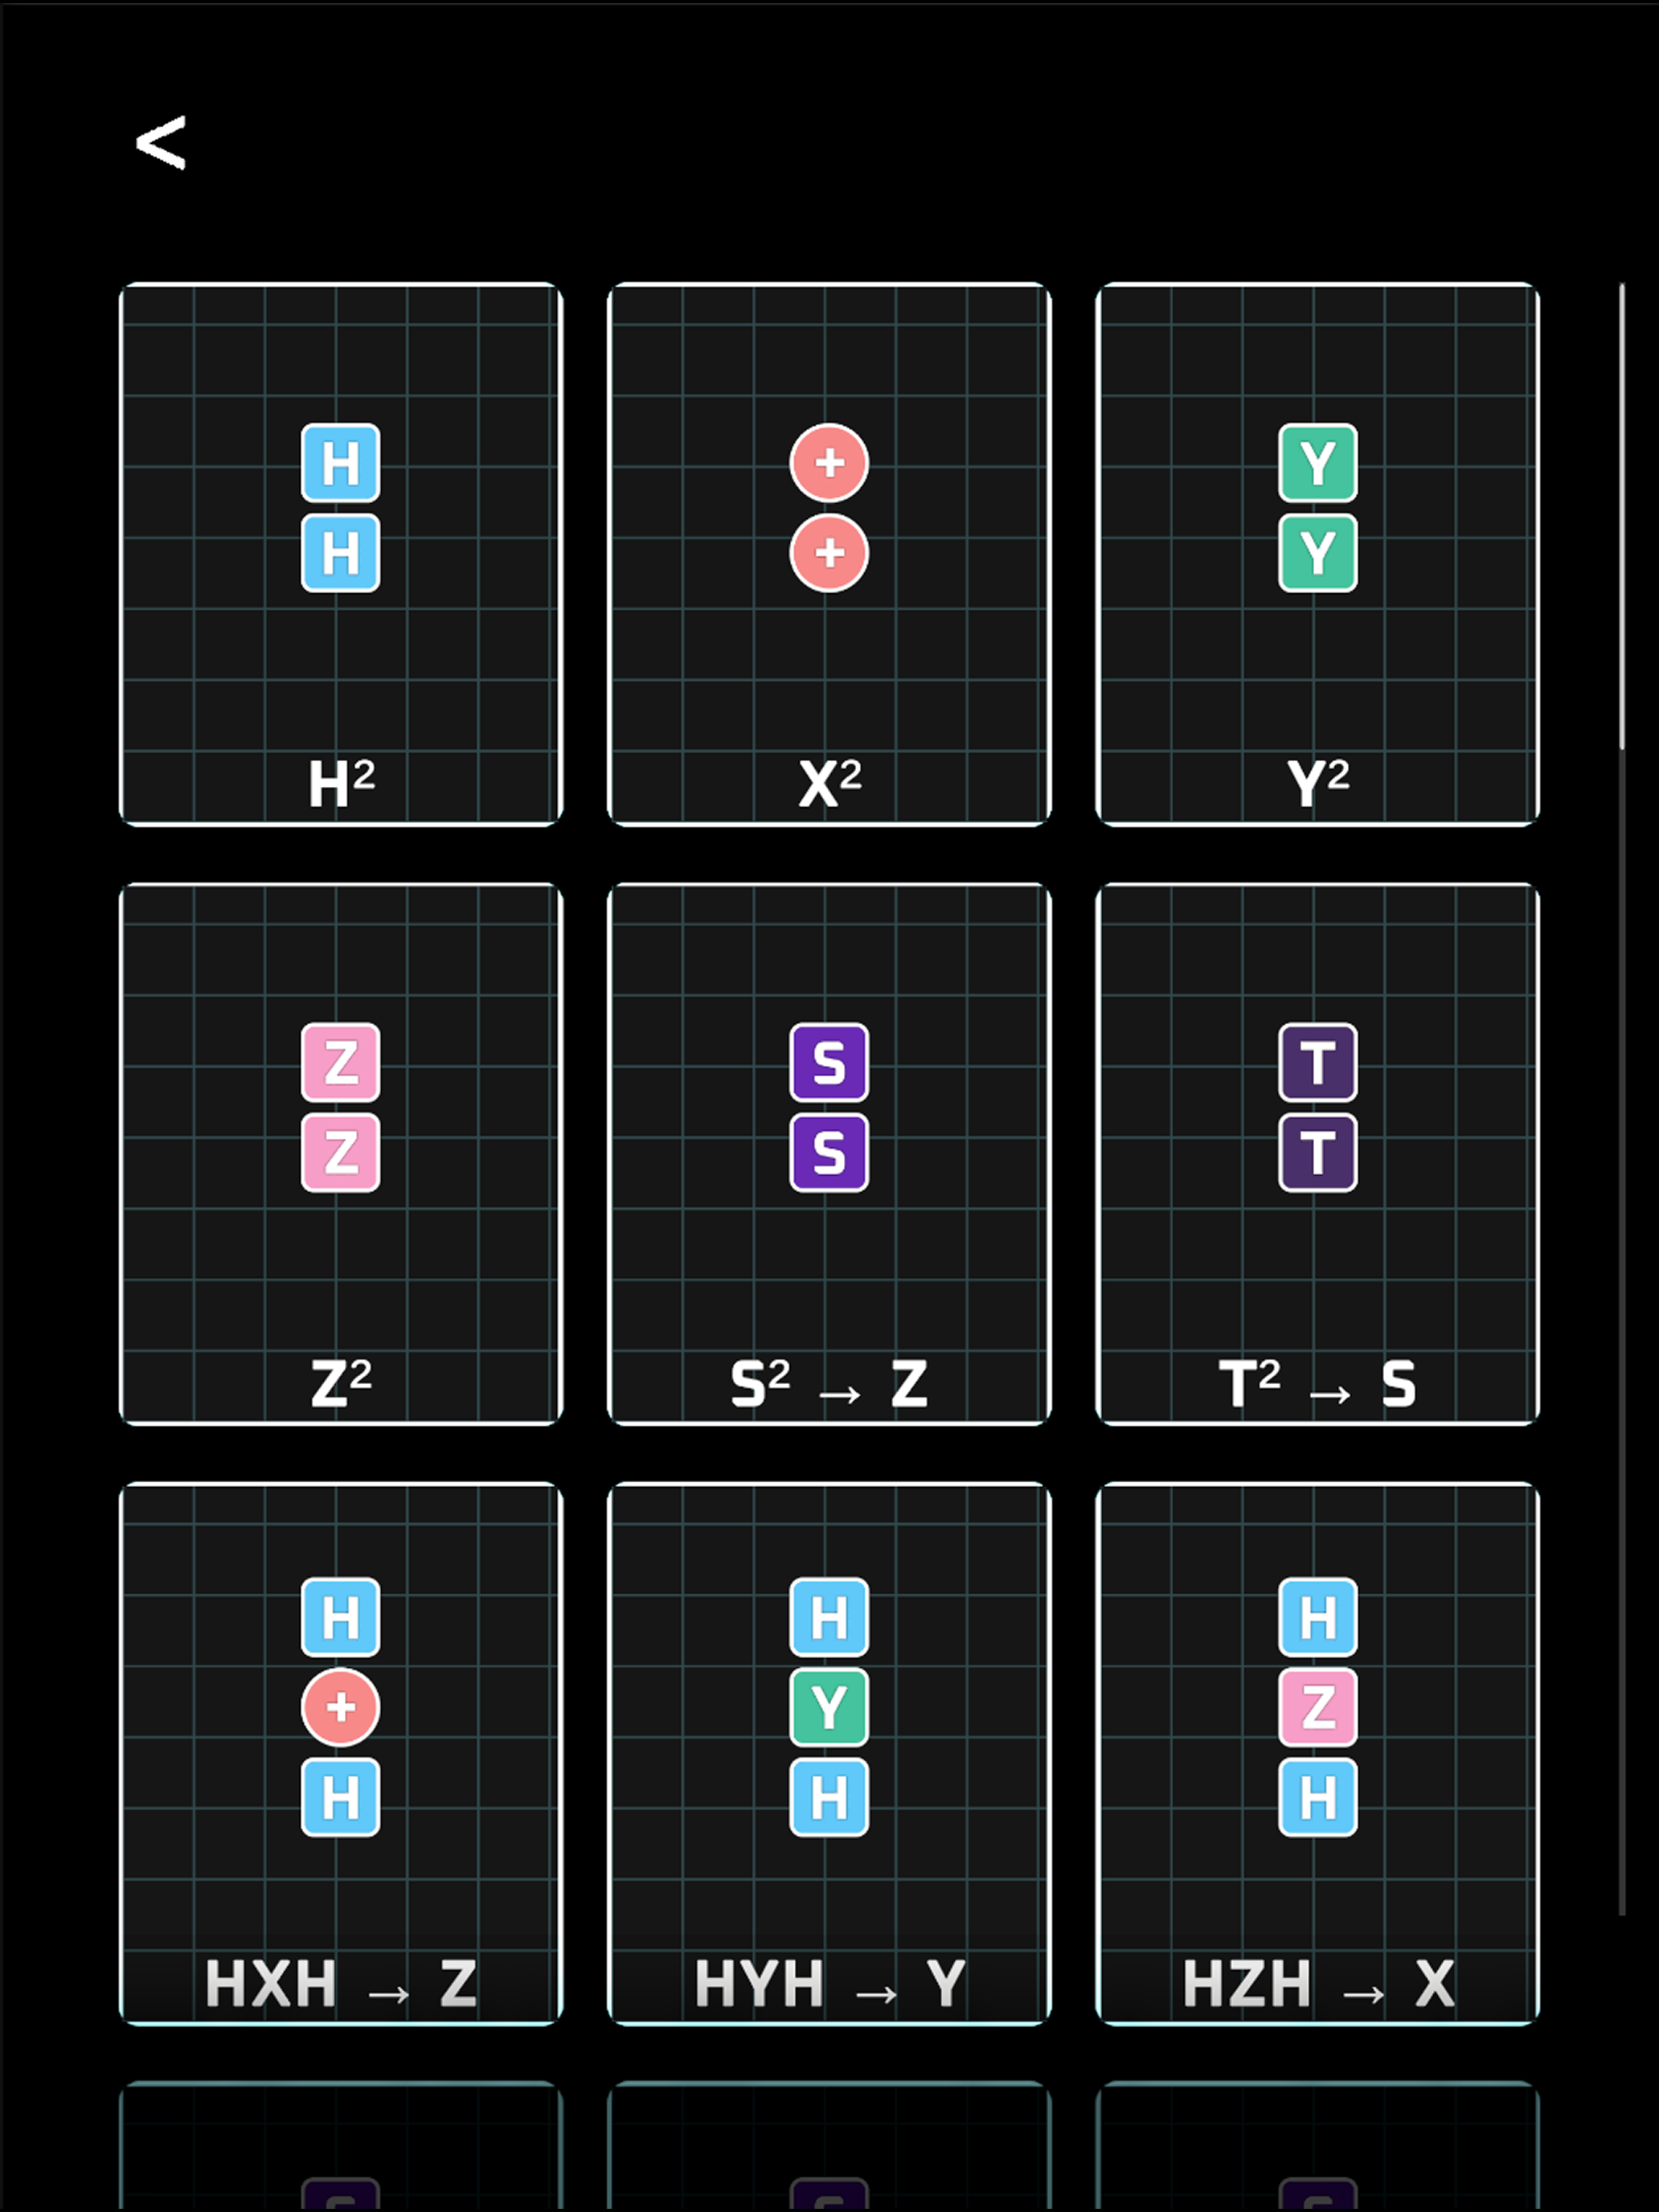 <
H
H
H²
+
+
X²
Y
Y
Y²
Z
Z
Z²
S
S
S² → Z
T
T
T² → S
H
+
H
HXH → Z
H
Y
H
HYH → Y
H
Z
H
HZH → X